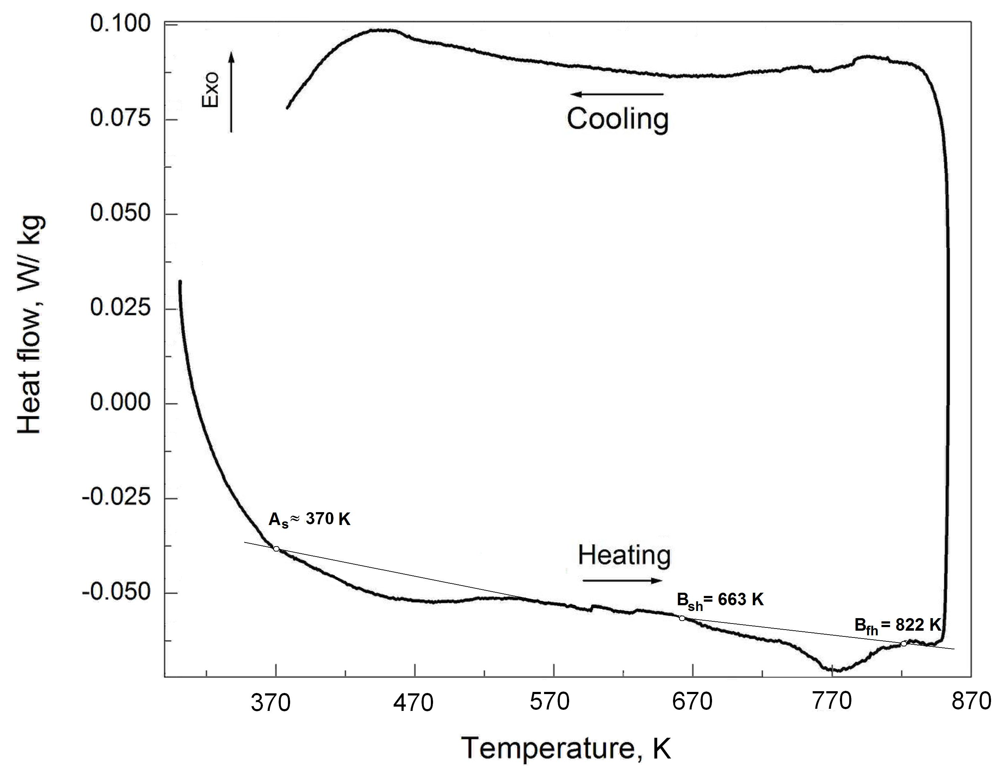 0.100
0.075
0.050
0.025
0.000
-0.025
-0.050
Heat flow, W/ kg
Exo
Cooling
As≈ 370 K
Heating
Bsh= 663 K
Bfh= 822 K
370 470 570 670 770 870
Temperature, K